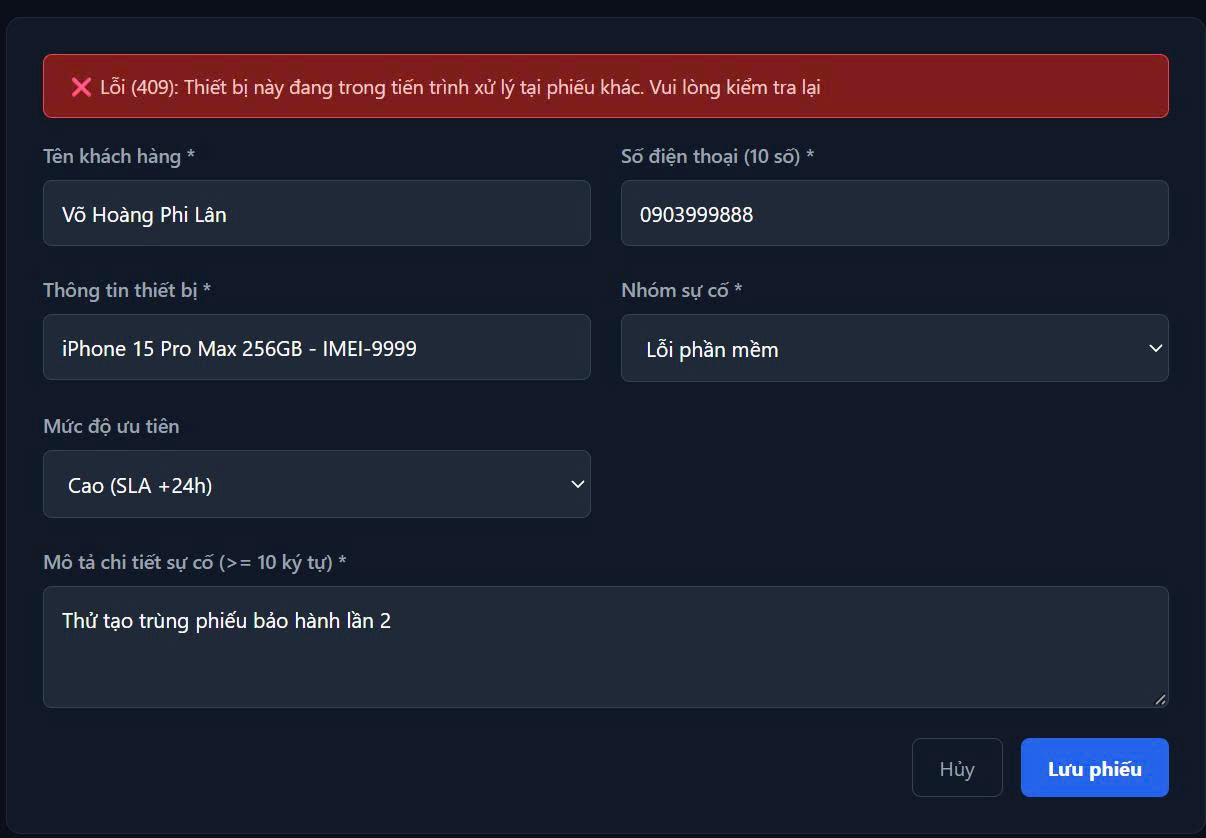 ❌ Lỗi (409): Thiết bị này đang trong tiến trình xử lý tại phiếu khác. Vui lòng kiểm tra lại
Tên khách hàng *
Số điện thoại (10 số) *
Võ Hoàng Phi Lân
0903999888
Thông tin thiết bị *
Nhóm sự cố *
iPhone 15 Pro Max 256GB - IMEI-9999
Lỗi phần mềm
Mức độ ưu tiên
Cao (SLA +24h)
Mô tả chi tiết sự cố (>= 10 ký tự) *
Thử tạo trùng phiếu bảo hành lần 2
Hủy
Lưu phiếu